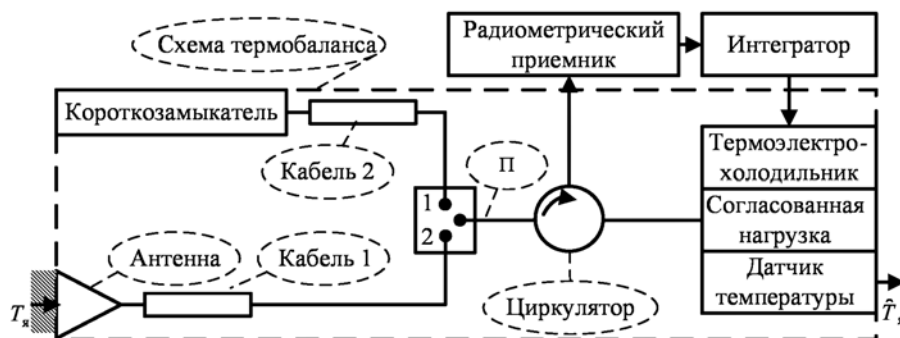 Схема термобаланса
Радиометрический
приемник
Интегратор
Короткозамыкатель
Кабель 2
П
Термоэлектро-
холодильник
1
2
Согласованная
нагрузка
Антенна
Кабель 1
Датчик
температуры
Циркулятор
Tя
T̂я